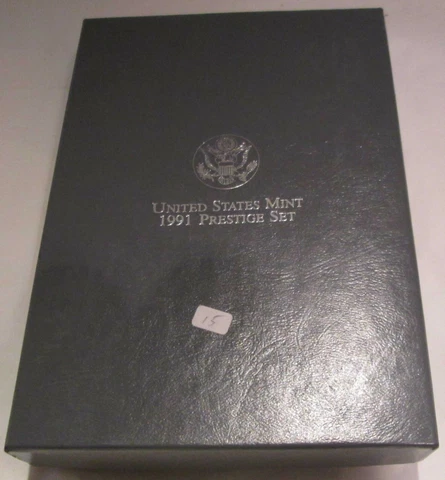 UNITED STATES MINT
1991 PRESTIGE SET
15